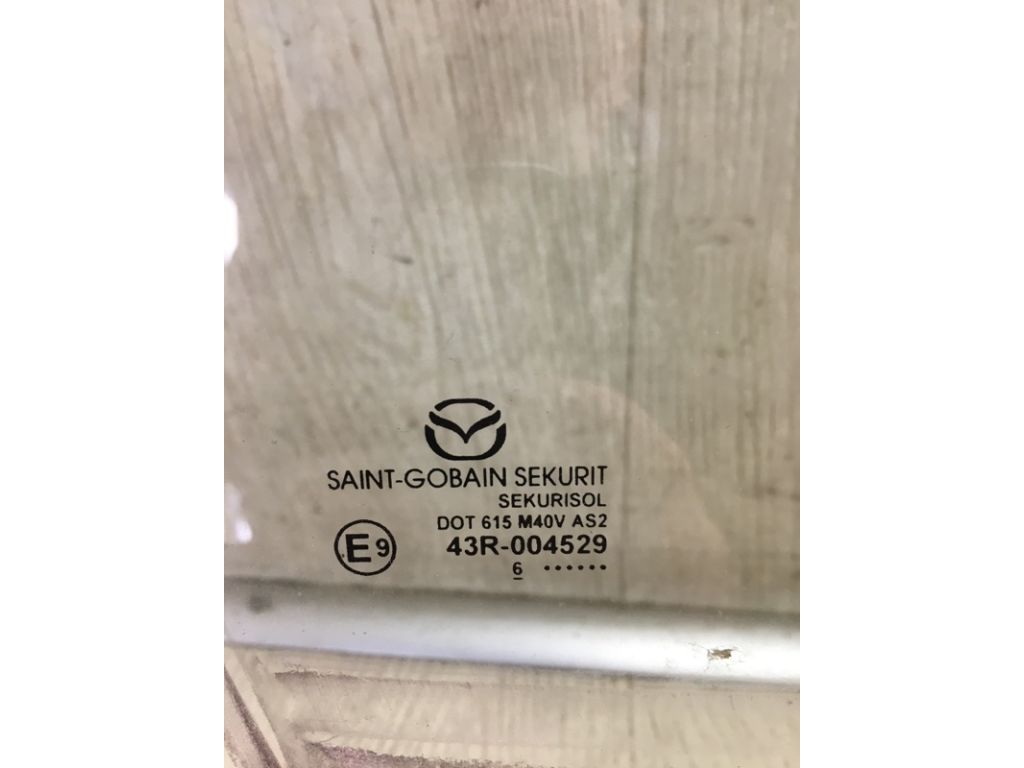 SAINT-GOBAIN SEKURIT
SEKURISOL
DOT 615 M40V AS2
E9 43R-004529
6 ······